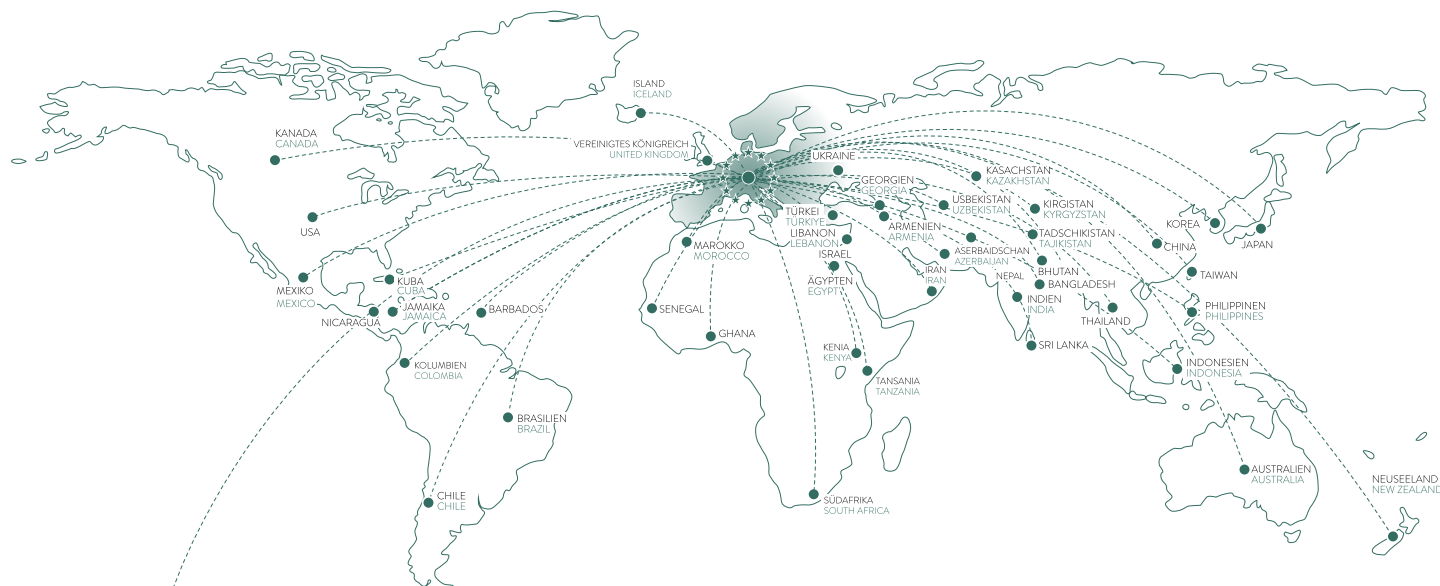 ISLAND
ICELAND
KANADA
CANADA
VEREINIGTES KÖNIGREICH
UNITED KINGDOM
UKRAINE
KASACHSTAN
KAZAKHSTAN
GEORGIEN
GEORGIA
USBEKISTAN
UZBEKISTAN
KIRGISTAN
KYRGYZSTAN
USA
TÜRKEI
TÜRKIYE
LIBANON
LEBANON
ISRAEL
ARMENIEN
ARMENIA
TADSCHIKISTAN
TAJIKISTAN
KOREA
JAPAN
CHINA
MAROKKO
MOROCCO
ASERBAIDSCHAN
AZERBAIJAN
ÄGYPTEN
EGYPT
IRAN
IRAN
NEPAL
BHUTAN
BANGLADESH
TAIWAN
MEXIKO
MEXICO
KUBA
CUBA
NICARAGUA
JAMAIKA
JAMAICA
BARBADOS
SENEGAL
GHANA
INDIEN
INDIA
THAILAND
PHILIPPINEN
PHILIPPINES
KENIA
KENYA
SRI LANKA
KOLUMBIEN
COLOMBIA
TANSANIA
TANZANIA
INDONESIEN
INDONESIA
BRASILIEN
BRAZIL
CHILE
CHILE
SÜDAFRIKA
SOUTH AFRICA
AUSTRALIEN
AUSTRALIA
NEUSEELAND
NEW ZEALAND